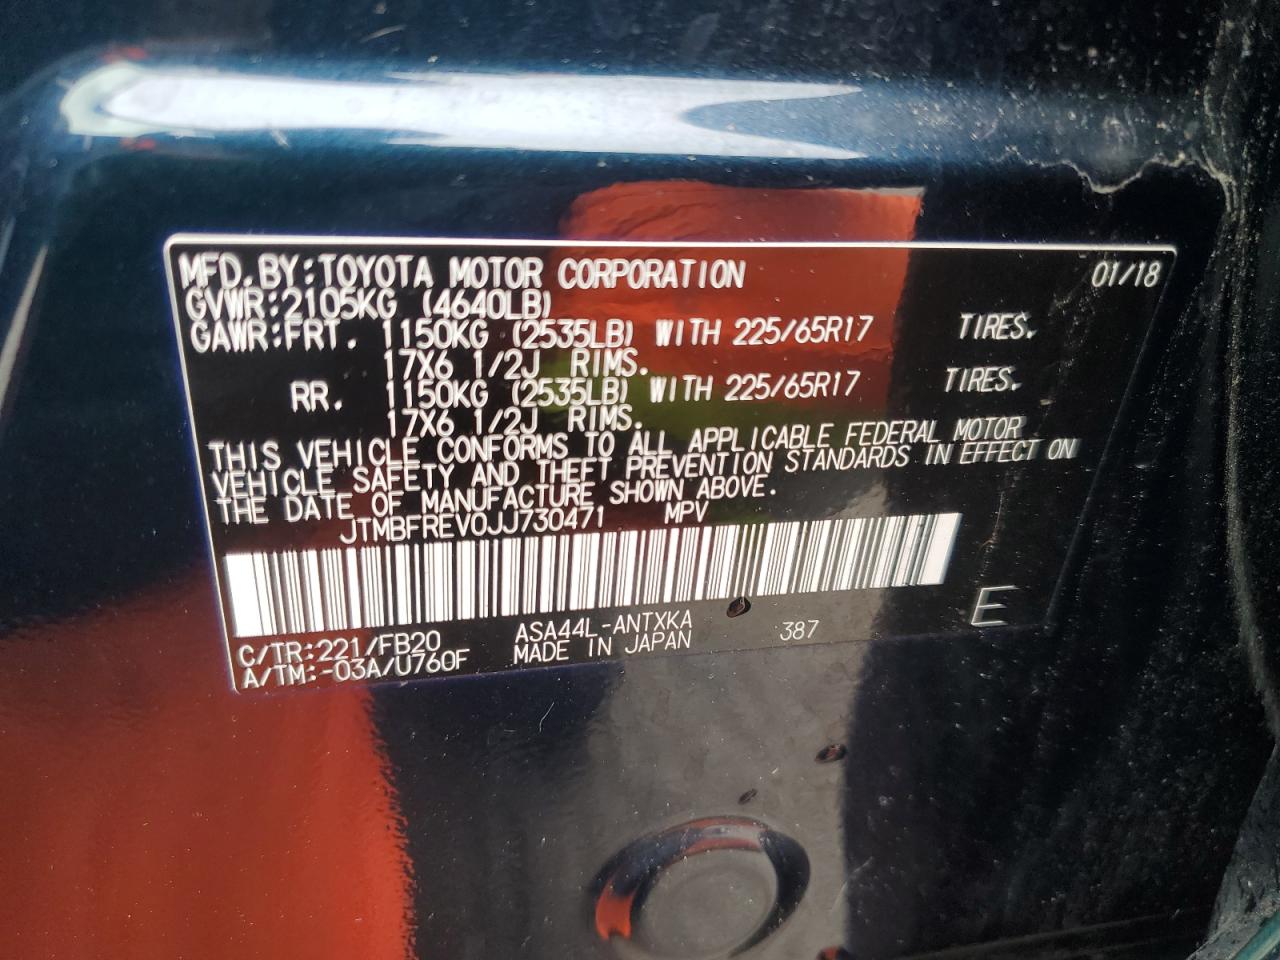 MFD.BY:TOYOTA MOTOR CORPORATION 01/18
GVWR:2105KG (4640LB)
GAWR:FRT. 1150KG (2535LB) WITH 225/65R17 TIRES.
17X6 1/2J RIMS.
RR. 1150KG (2535LB) WITH 225/65R17 TIRES.
17X6 1/2J RIMS.
THIS VEHICLE CONFORMS TO ALL APPLICABLE FEDERAL MOTOR
VEHICLE SAFETY AND THEFT PREVENTION STANDARDS IN EFFECT ON
THE DATE OF MANUFACTURE SHOWN ABOVE.
JTMBFREV0JJ730471 MPV
C/TR:221/FB20 ASA44L-ANTXKA 387 E
A/TM:-03A/U760F MADE IN JAPAN